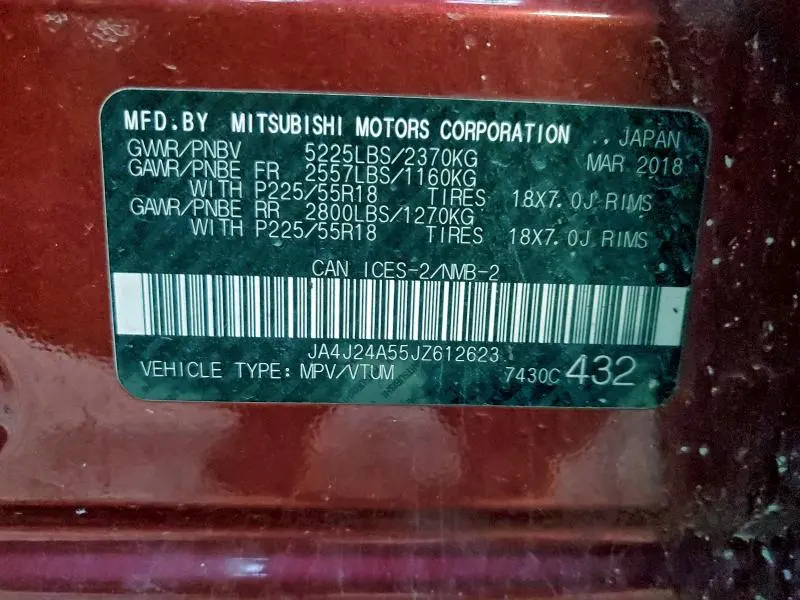 MFD.BY MITSUBISHI MOTORS CORPORATION JAPAN
GVWR/PNBV 5225LBS/2370KG MAR 2018
GAWR/PNBE FR 2557LBS/1160KG
WITH P225/55R18 TIRES 18X7.0J RIMS
GAWR/PNBE RR 2800LBS/1270KG
WITH P225/55R18 TIRES 18X7.0J RIMS
CAN ICES-2/NMB-2
JA4J24A55JZ612623
VEHICLE TYPE: MPV/VTUM 7430C 432